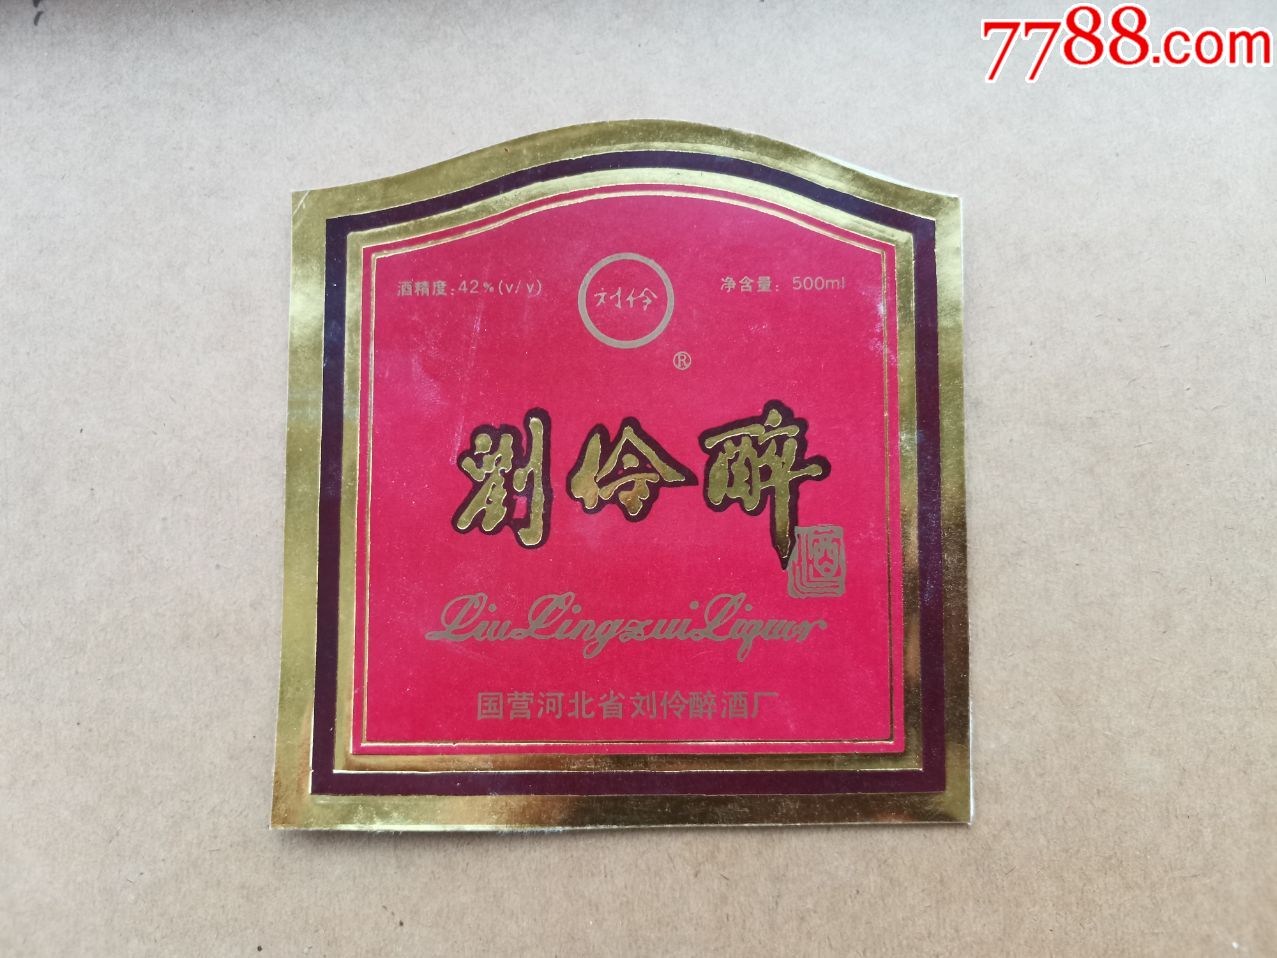 7788.com
酒精度:42%(v/v)
刘伶
净含量:500ml
®
劉伶醉
酒
Liu Lingzui Liquor
国营河北省刘伶醉酒厂